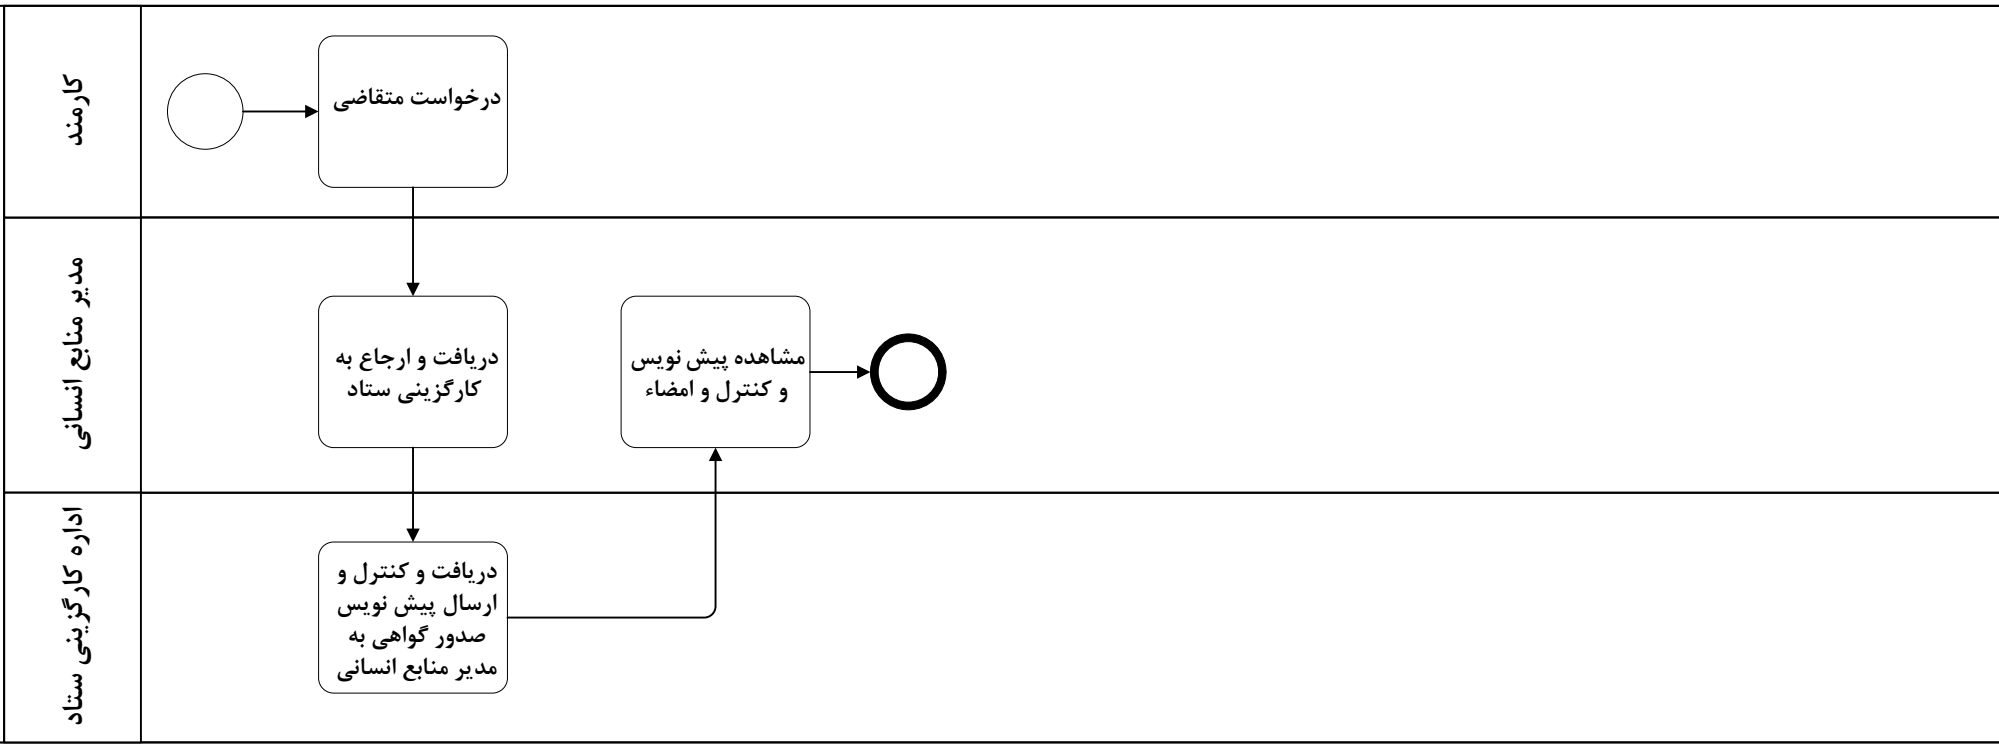 کارمند
درخواست متقاضی
مدیر منابع انسانی
دریافت و ارجاع به
کارگزینی ستاد
مشاهده پیش نویس
و کنترل و امضاء
اداره کارگزینی ستاد
دریافت و کنترل و
ارسال پیش نویس
صدور گواهی به
مدیر منابع انسانی